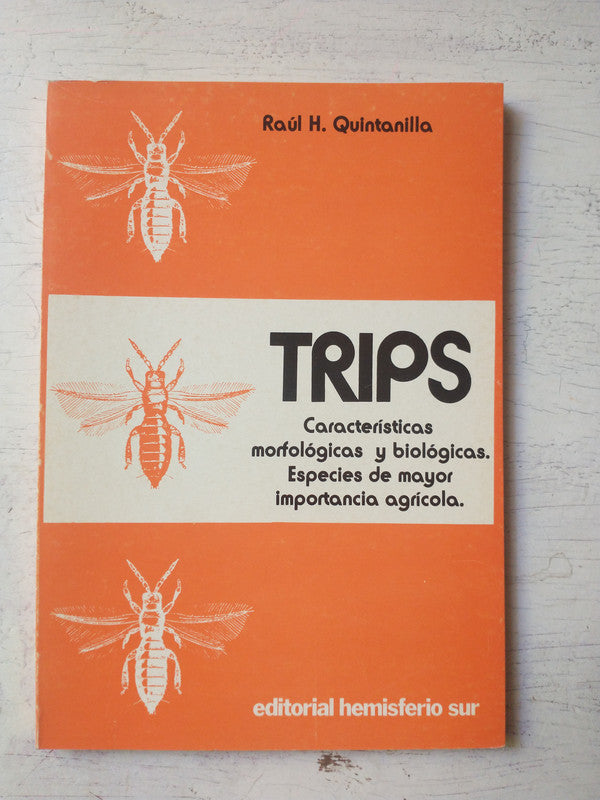 Raúl H. Quintanilla
TRIPS
Características
morfológicas y biológicas.
Especies de mayor
importancia agrícola.
editorial hemisferio sur